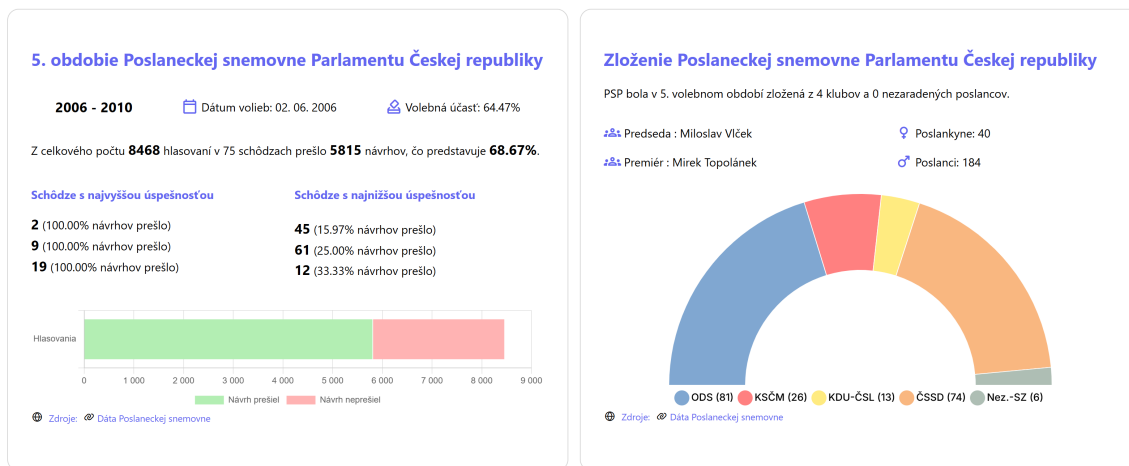 5. obdobie Poslaneckej snemovne Parlamentu Českej republiky
2006 - 2010
Dátum volieb: 02. 06. 2006
Volebná účasť: 64.47%
Z celkového počtu 8468 hlasovaní v 75 schôdzach prešlo 5815 návrhov, čo predstavuje 68.67%.
Schôdze s najvyššou úspešnosťou
2 (100.00% návrhov prešlo)
9 (100.00% návrhov prešlo)
19 (100.00% návrhov prešlo)
Schôdze s najnižšou úspešnosťou
45 (15.97% návrhov prešlo)
61 (25.00% návrhov prešlo)
12 (33.33% návrhov prešlo)
Hlasovania
0 1 000 2 000 3 000 4 000 5 000 6 000 7 000 8 000 9 000
Návrh prešiel Návrh neprešiel
Zdroje: Dáta Poslaneckej snemovne
Zloženie Poslaneckej snemovne Parlamentu Českej republiky
PSP bola v 5. volebnom období zložená z 4 klubov a 0 nezaradených poslancov.
Predseda : Miloslav Vlček
Poslankyne: 40
Premiér : Mirek Topolánek
Poslanci: 184
ODS (81) KSČM (26) KDU-ČSL (13) ČSSD (74) Nez.-SZ (6)
Zdroje: Dáta Poslaneckej snemovne